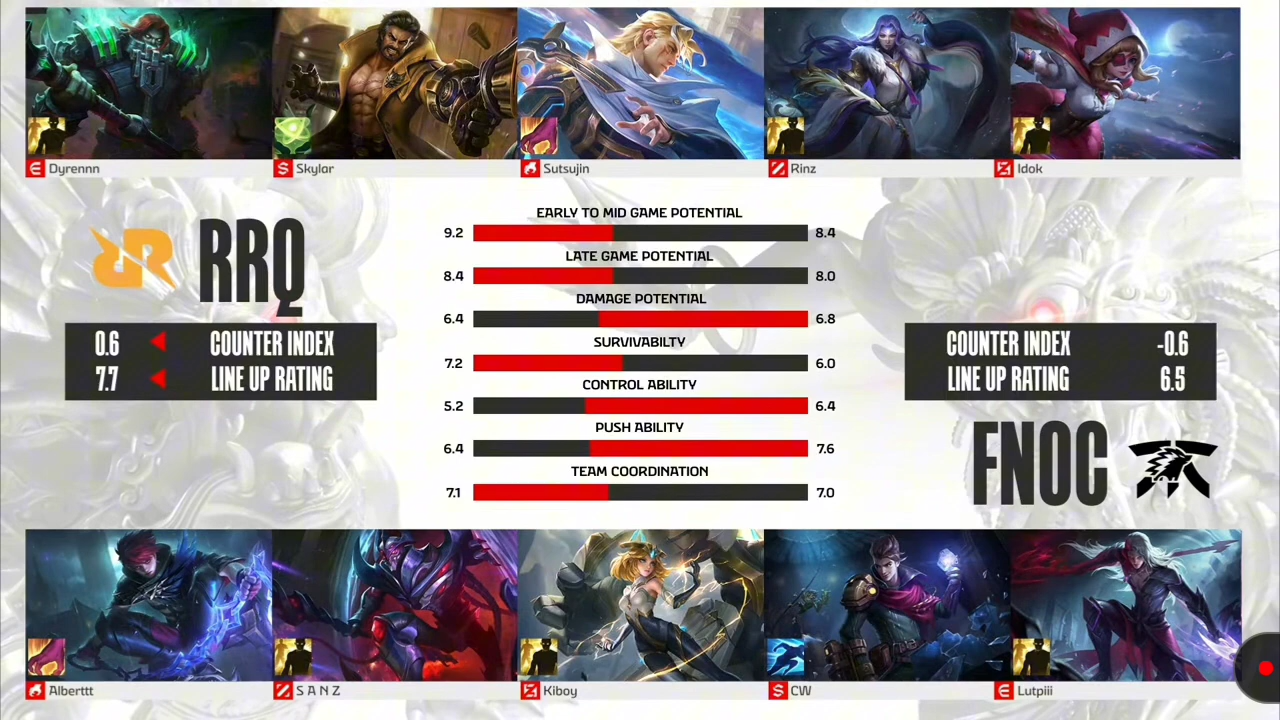 Dyrennn
Skylar
Sutsujin
Rinz
Idok
RRQ
0.6 COUNTER INDEX
7.7 LINE UP RATING
EARLY TO MID GAME POTENTIAL
9.2 8.4
LATE GAME POTENTIAL
8.4 8.0
DAMAGE POTENTIAL
6.4 6.8
SURVIVABILTY
7.2 6.0
CONTROL ABILITY
5.2 6.4
PUSH ABILITY
6.4 7.6
TEAM COORDINATION
7.1 7.0
COUNTER INDEX -0.6
LINE UP RATING 6.5
FNOC
Alberttt
S A N Z
Kiboy
CW
Lutpiii